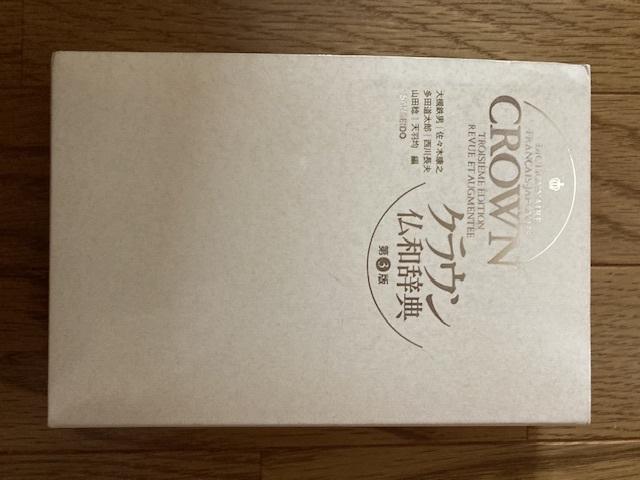 DICTIONNAIRE
FRANÇAIS-JAPONAIS
CROWN
TROISIÈME ÉDITION
REVUE ET AUGMENTÉE
クラウン
仏和辞典
第3版
大槻鉄男｜佐々木康之
多田道太郎｜西川長夫
山田稔｜天羽均 編
SANSEIDO